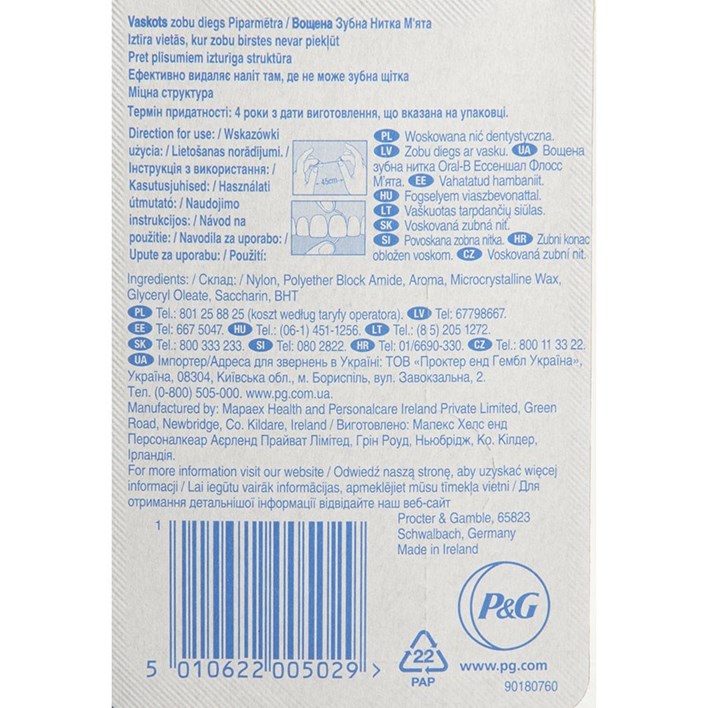 Vaskots zobu diegs Piparmētra / Вощена Зубна Нитка М'ята
Iztīra vietās, kur zobu birstes nevar piekļūt
Pret plīsumiem izturīga struktūra
Ефективно видаляє наліт там, де не може зубна щітка
Міцна структура
Термін придатності: 4 роки з дати виготовлення, що вказана на упаковці.
Direction for use: / Wskazówki
użycia: / Lietošanas norādījumi. /
Інструкція з використання: /
Kasutusjuhised: / Használati
útmutató: / Naudojimo
instrukcijos: / Návod na
použitie: / Navodila za uporabo: /
Upute za uporabu: / Použití:
45cm
PL Woskowana nić dentystyczna.
LV Zobu diegs ar vasku. UA Вощена
зубна нитка Oral-B Ессеншал Флосс
М'ята. EE Vahatatud hambaniit.
HU Fogselyem viaszbevonattal.
LT Vaškuotas tarpdančių siūlas.
SK Voskovaná zubná niť.
SI Povoskana zobna nitka. HR Zubni konac
obložen voskom. CZ Voskovaná zubní nit.
Ingredients: / Склад: / Nylon, Polyether Block Amide, Aroma, Microcrystalline Wax,
Glyceryl Oleate, Saccharin, BHT
PL Tel.: 801 25 88 25 (koszt według taryfy operatora). LV Tel: 67798667.
EE Tel: 667 5047. HU Tel.: (06-1) 451-1256. LT Tel.: (8 5) 205 1272.
SK Tel.: 800 333 233. SI Tel: 080 2822. HR Tel: 01/6690-330. CZ Tel.: 800 11 33 22.
UA Імпортер/Адреса для звернень в Україні: ТОВ «Проктер енд Гембл Україна»,
Україна, 08304, Київська обл., м. Бориспіль, вул. Завокзальна, 2.
Тел. (0-800) 505-000. www.pg.com.ua.
Manufactured by: Mapaex Health and Personalcare Ireland Private Limited, Green
Road, Newbridge, Co. Kildare, Ireland / Виготовлено: Мапекс Хелс енд
Персоналкеар Аєрленд Прайват Лімітед, Грін Роуд, Ньюбрідж, Ко. Кілдер,
Ірландія.
For more information visit our website / Odwiedź naszą stronę, aby uzyskać więcej
informacji / Lai iegūtu vairāk informācijas, apmeklējiet mūsu tīmekļa vietni / Для
отримання детальнішої інформації відвідайте наш веб-сайт
Procter & Gamble, 65823
Schwalbach, Germany
Made in Ireland
1
5 010622 005029 >
22
PAP
P&G
www.pg.com
90180760